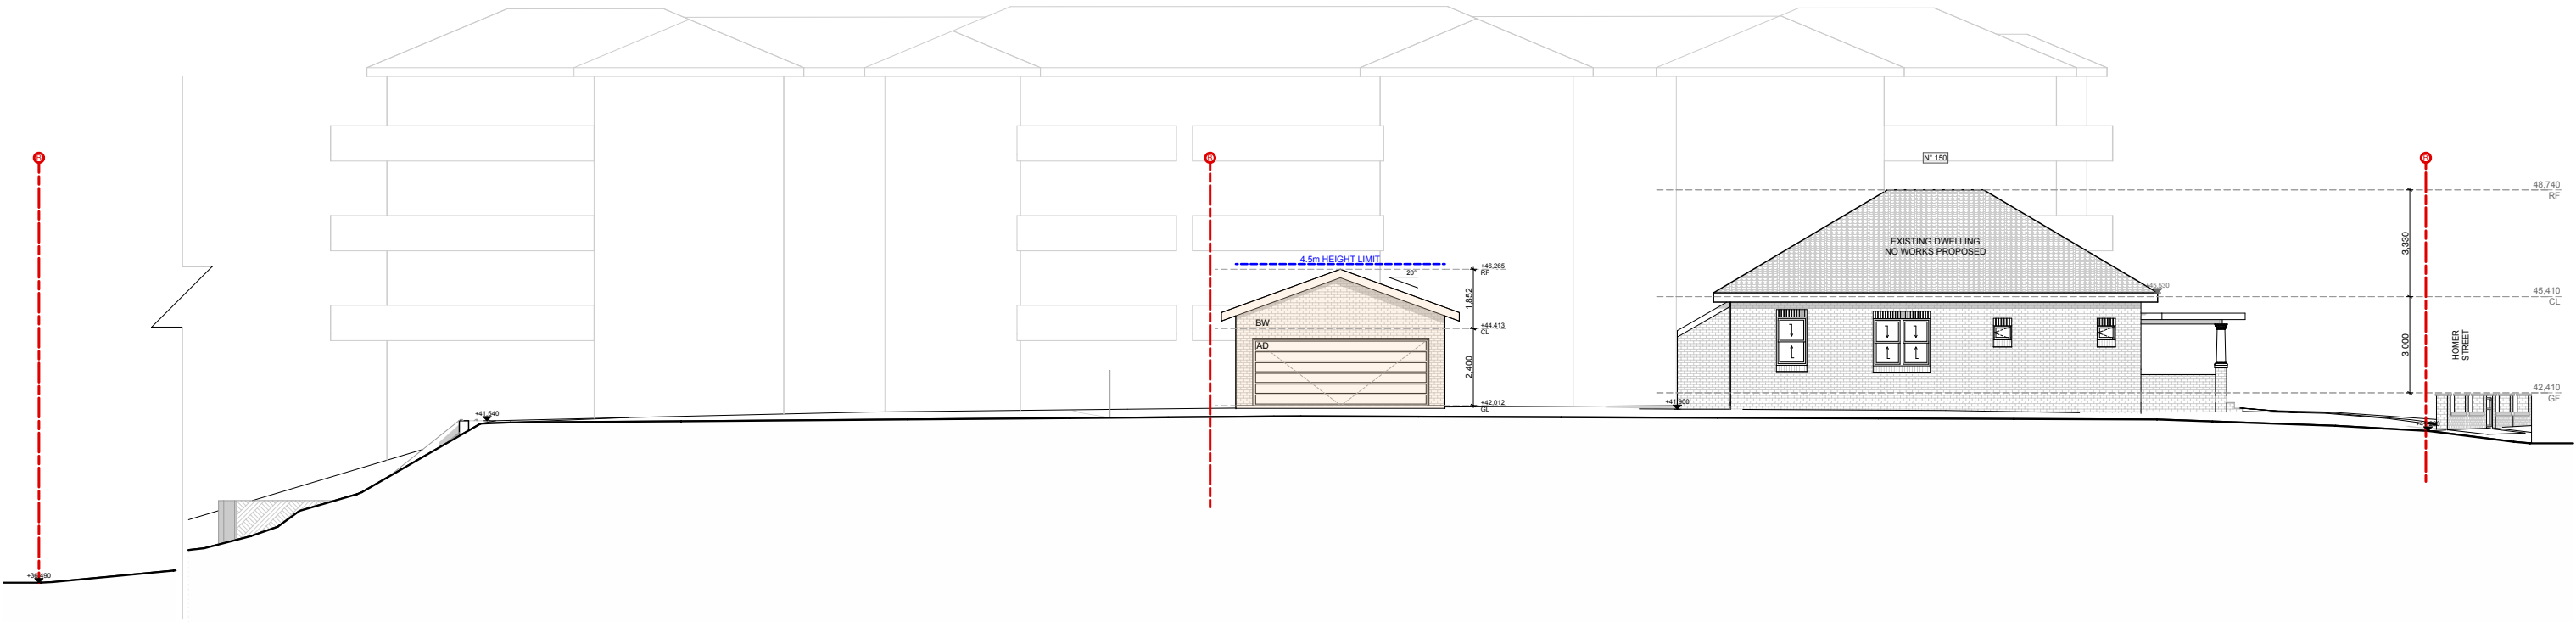 N° 150
48,740
RF
EXISTING DWELLING
NO WORKS PROPOSED
3,330
4.5m HEIGHT LIMIT
+46,265
RF
20°
1,852
+45,530
45,410
CL
BW
+44,413
CL
AD
2,400
3,000
HOMER
STREET
42,410
GF
+42,012
GL
+41,900
+41,540